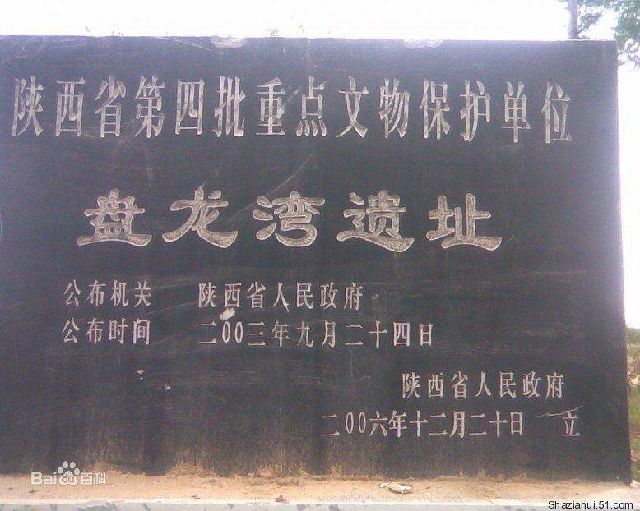 陕西省第四批重点文物保护单位
盘龙湾遗址
公布机关 陕西省人民政府
公布时间 二00三年九月二十四日
陕西省人民政府
二00六年十二月二十日 立
Bai百科
Shazianui.51.com